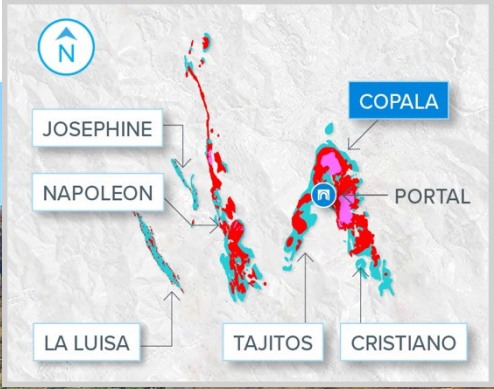 N
COPALA
JOSEPHINE
NAPOLEON
PORTAL
LA LUISA
TAJITOS
CRISTIANO